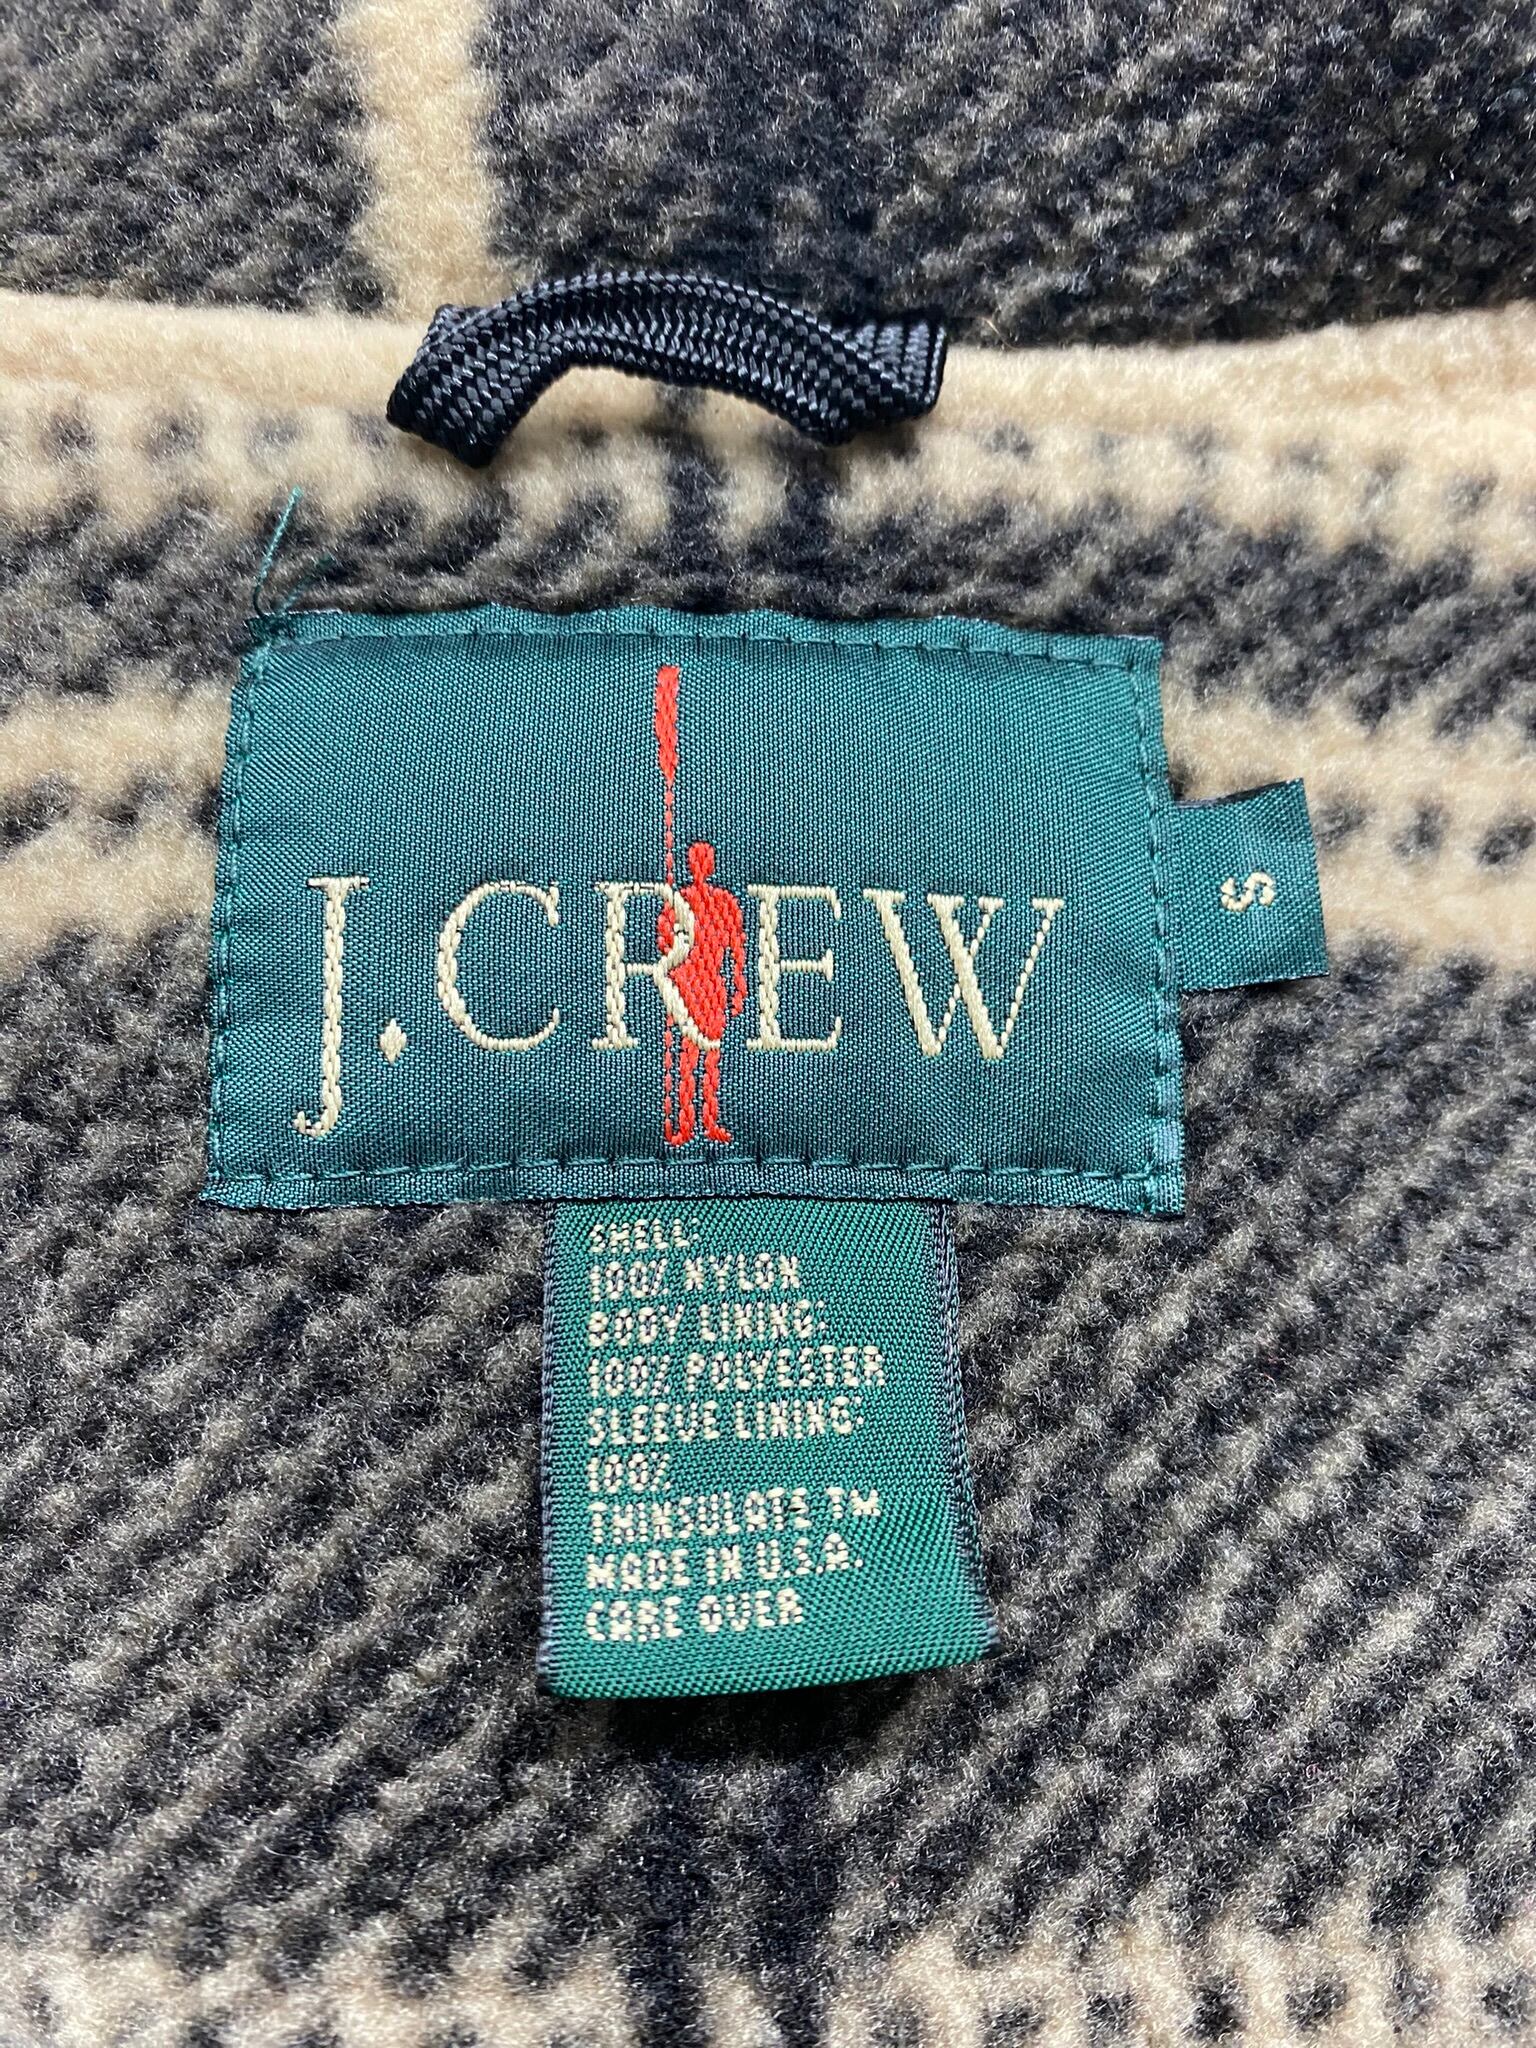 J.CREW
S
SHELL:
100% NYLON
BODY LINING:
100% POLYESTER
SLEEVE LINING:
100%
THINSULATE TM
MADE IN U.S.A.
CARE OVER